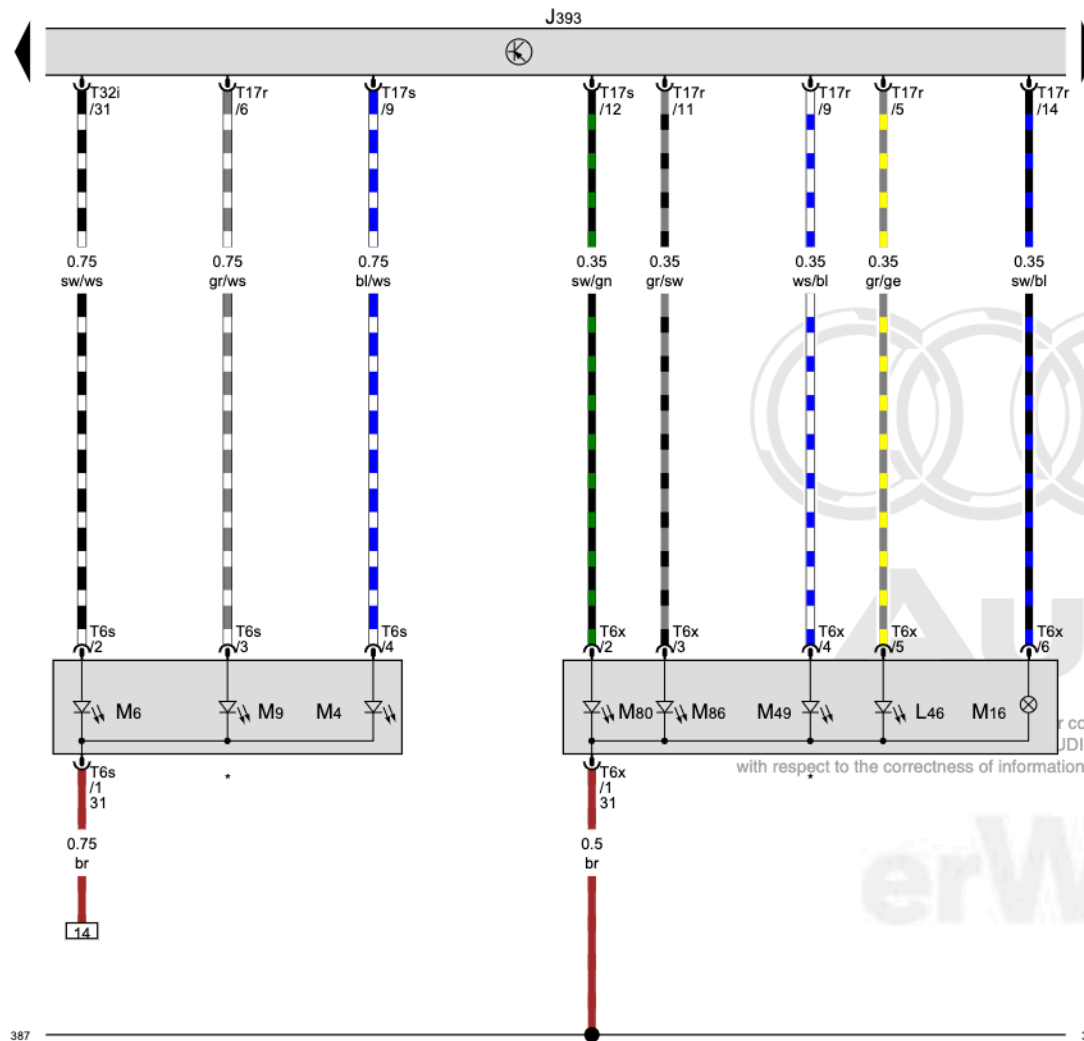 J393
T32i
/31
T17r
/6
T17s
/9
T17s
/12
T17r
/11
T17r
/9
T17r
/5
T17r
/14
0.75
sw/ws
0.75
gr/ws
0.75
bl/ws
0.35
sw/gn
0.35
gr/sw
0.35
ws/bl
0.35
gr/ge
0.35
sw/bl
T6s
/2
T6s
/3
T6s
/4
T6x
/2
T6x
/3
T6x
/4
T6x
/5
T6x
/6
M6
M9
M4
M80
M86
M49
L46
M16
with respect to the correctness of information
T6s
/1
31
*
T6x
/1
31
*
0.75
br
0.5
br
14
erW
387